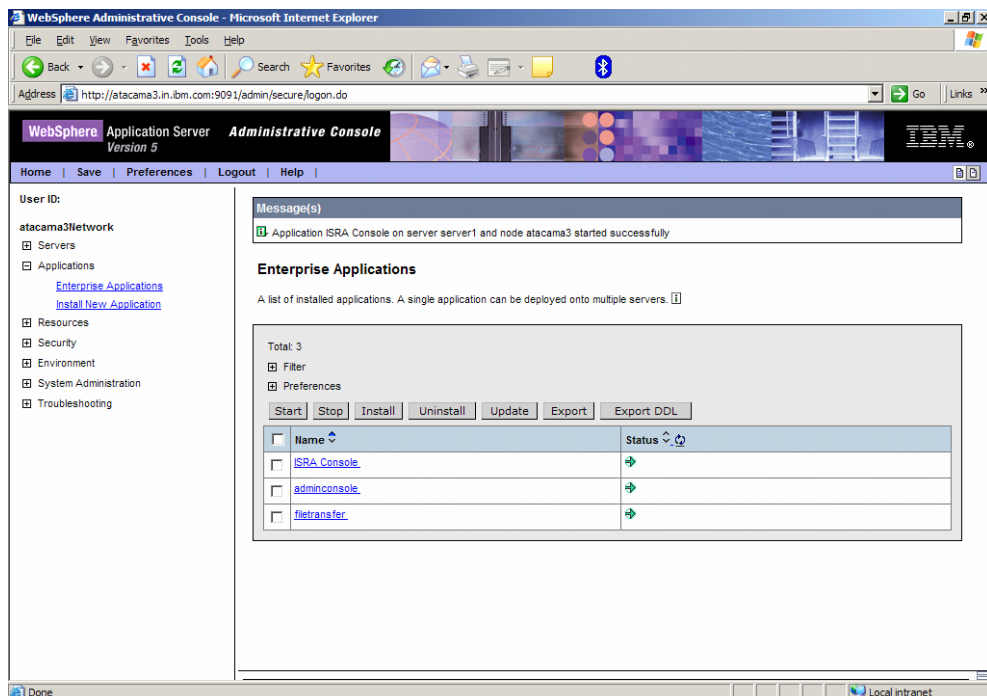 WebSphere Administrative Console - Microsoft Internet Explorer
File Edit View Favorites Tools Help
Back Search Favorites
Address http://atacama3.in.ibm.com:9091/admin/secure/logon.do Go Links »
WebSphere Application Server Administrative Console
Version 5
IBM®
Home | Save | Preferences | Logout | Help |
User ID:
atacama3Network
Servers
Applications
Enterprise Applications
Install New Application
Resources
Security
Environment
System Administration
Troubleshooting
Message(s)
Application ISRA Console on server server1 and node atacama3 started successfully
Enterprise Applications
A list of installed applications. A single application can be deployed onto multiple servers. i
Total: 3
Filter
Preferences
Start Stop Install Uninstall Update Export Export DDL
Name Status
ISRA Console
adminconsole
filetransfer
Done Local intranet